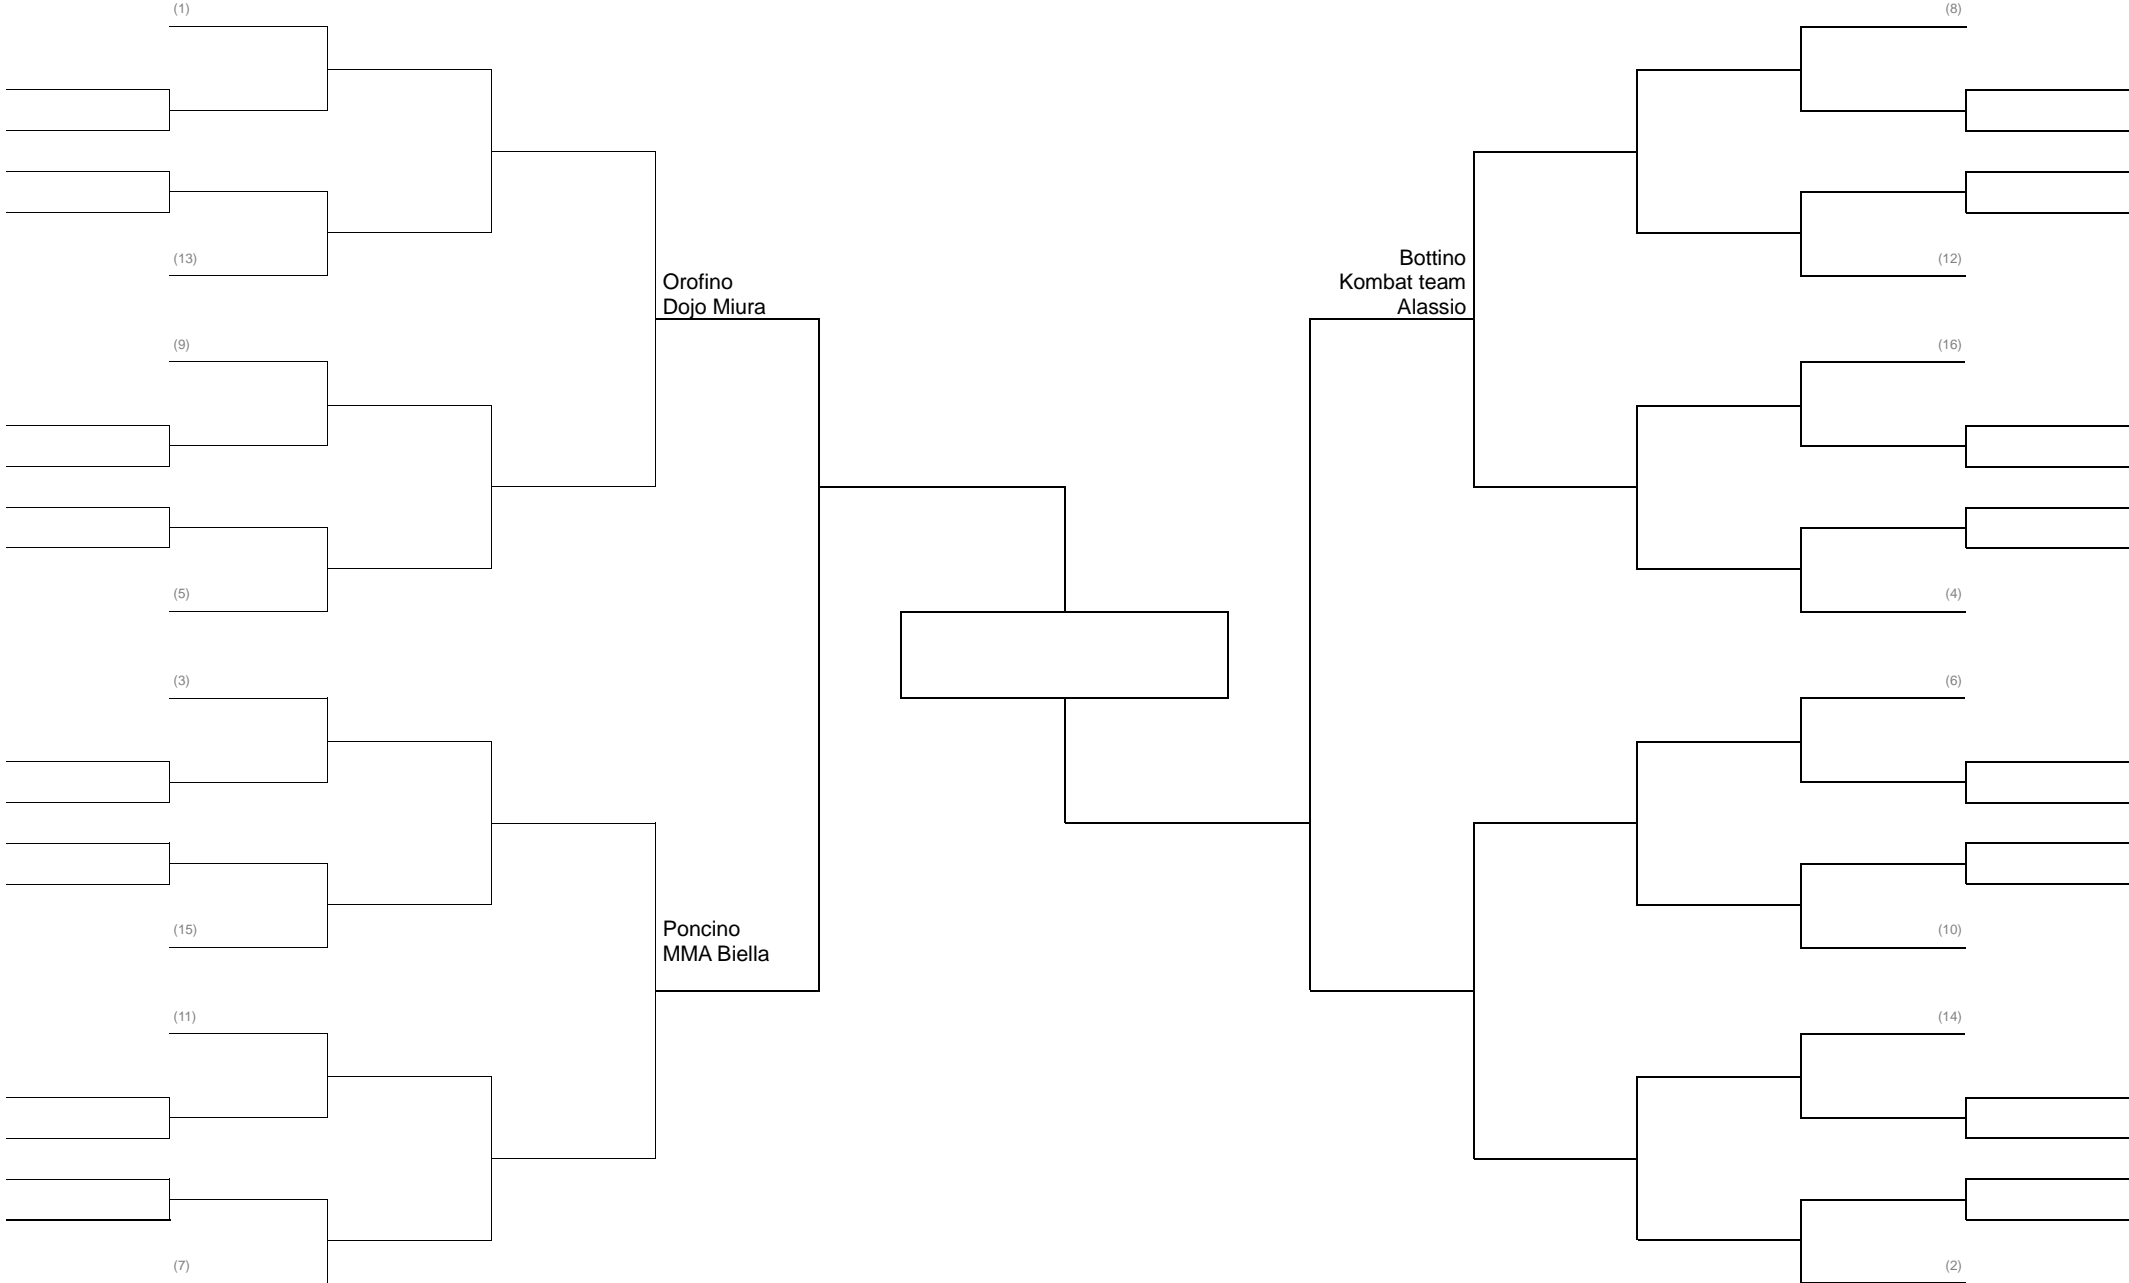 (1)
(8)
Bottino
(13)
(12)
Orofino
Kombat team
Dojo Miura
Alassio
(9)
(16)
(5)
(4)
(3)
(6)
Poncino
(15)
(10)
MMA Biella
(11)
(14)
(7)
(2)